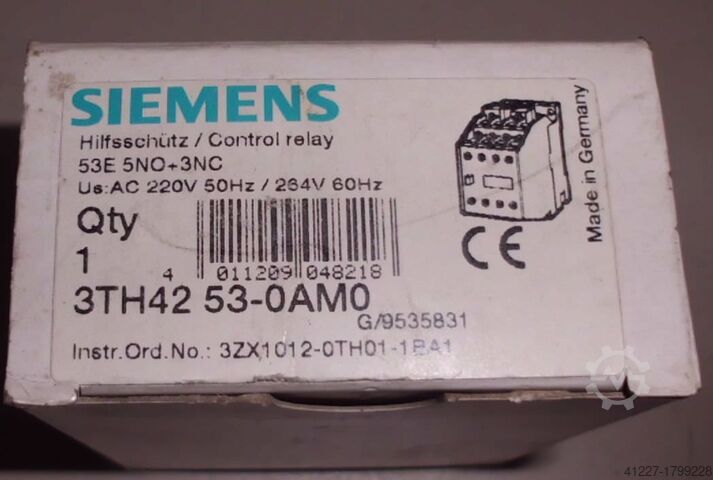 SIEMENS
Hilfsschütz / Control relay
53E 5NO+3NC
Us: AC 220V 50Hz / 264V 60Hz
Qty
1
4 011209 048218
3TH42 53-0AM0
G/9535831
Instr.Ord.No.: 3ZX1012-0TH01-1BA1
CE
Made in Germany
41227-1799228